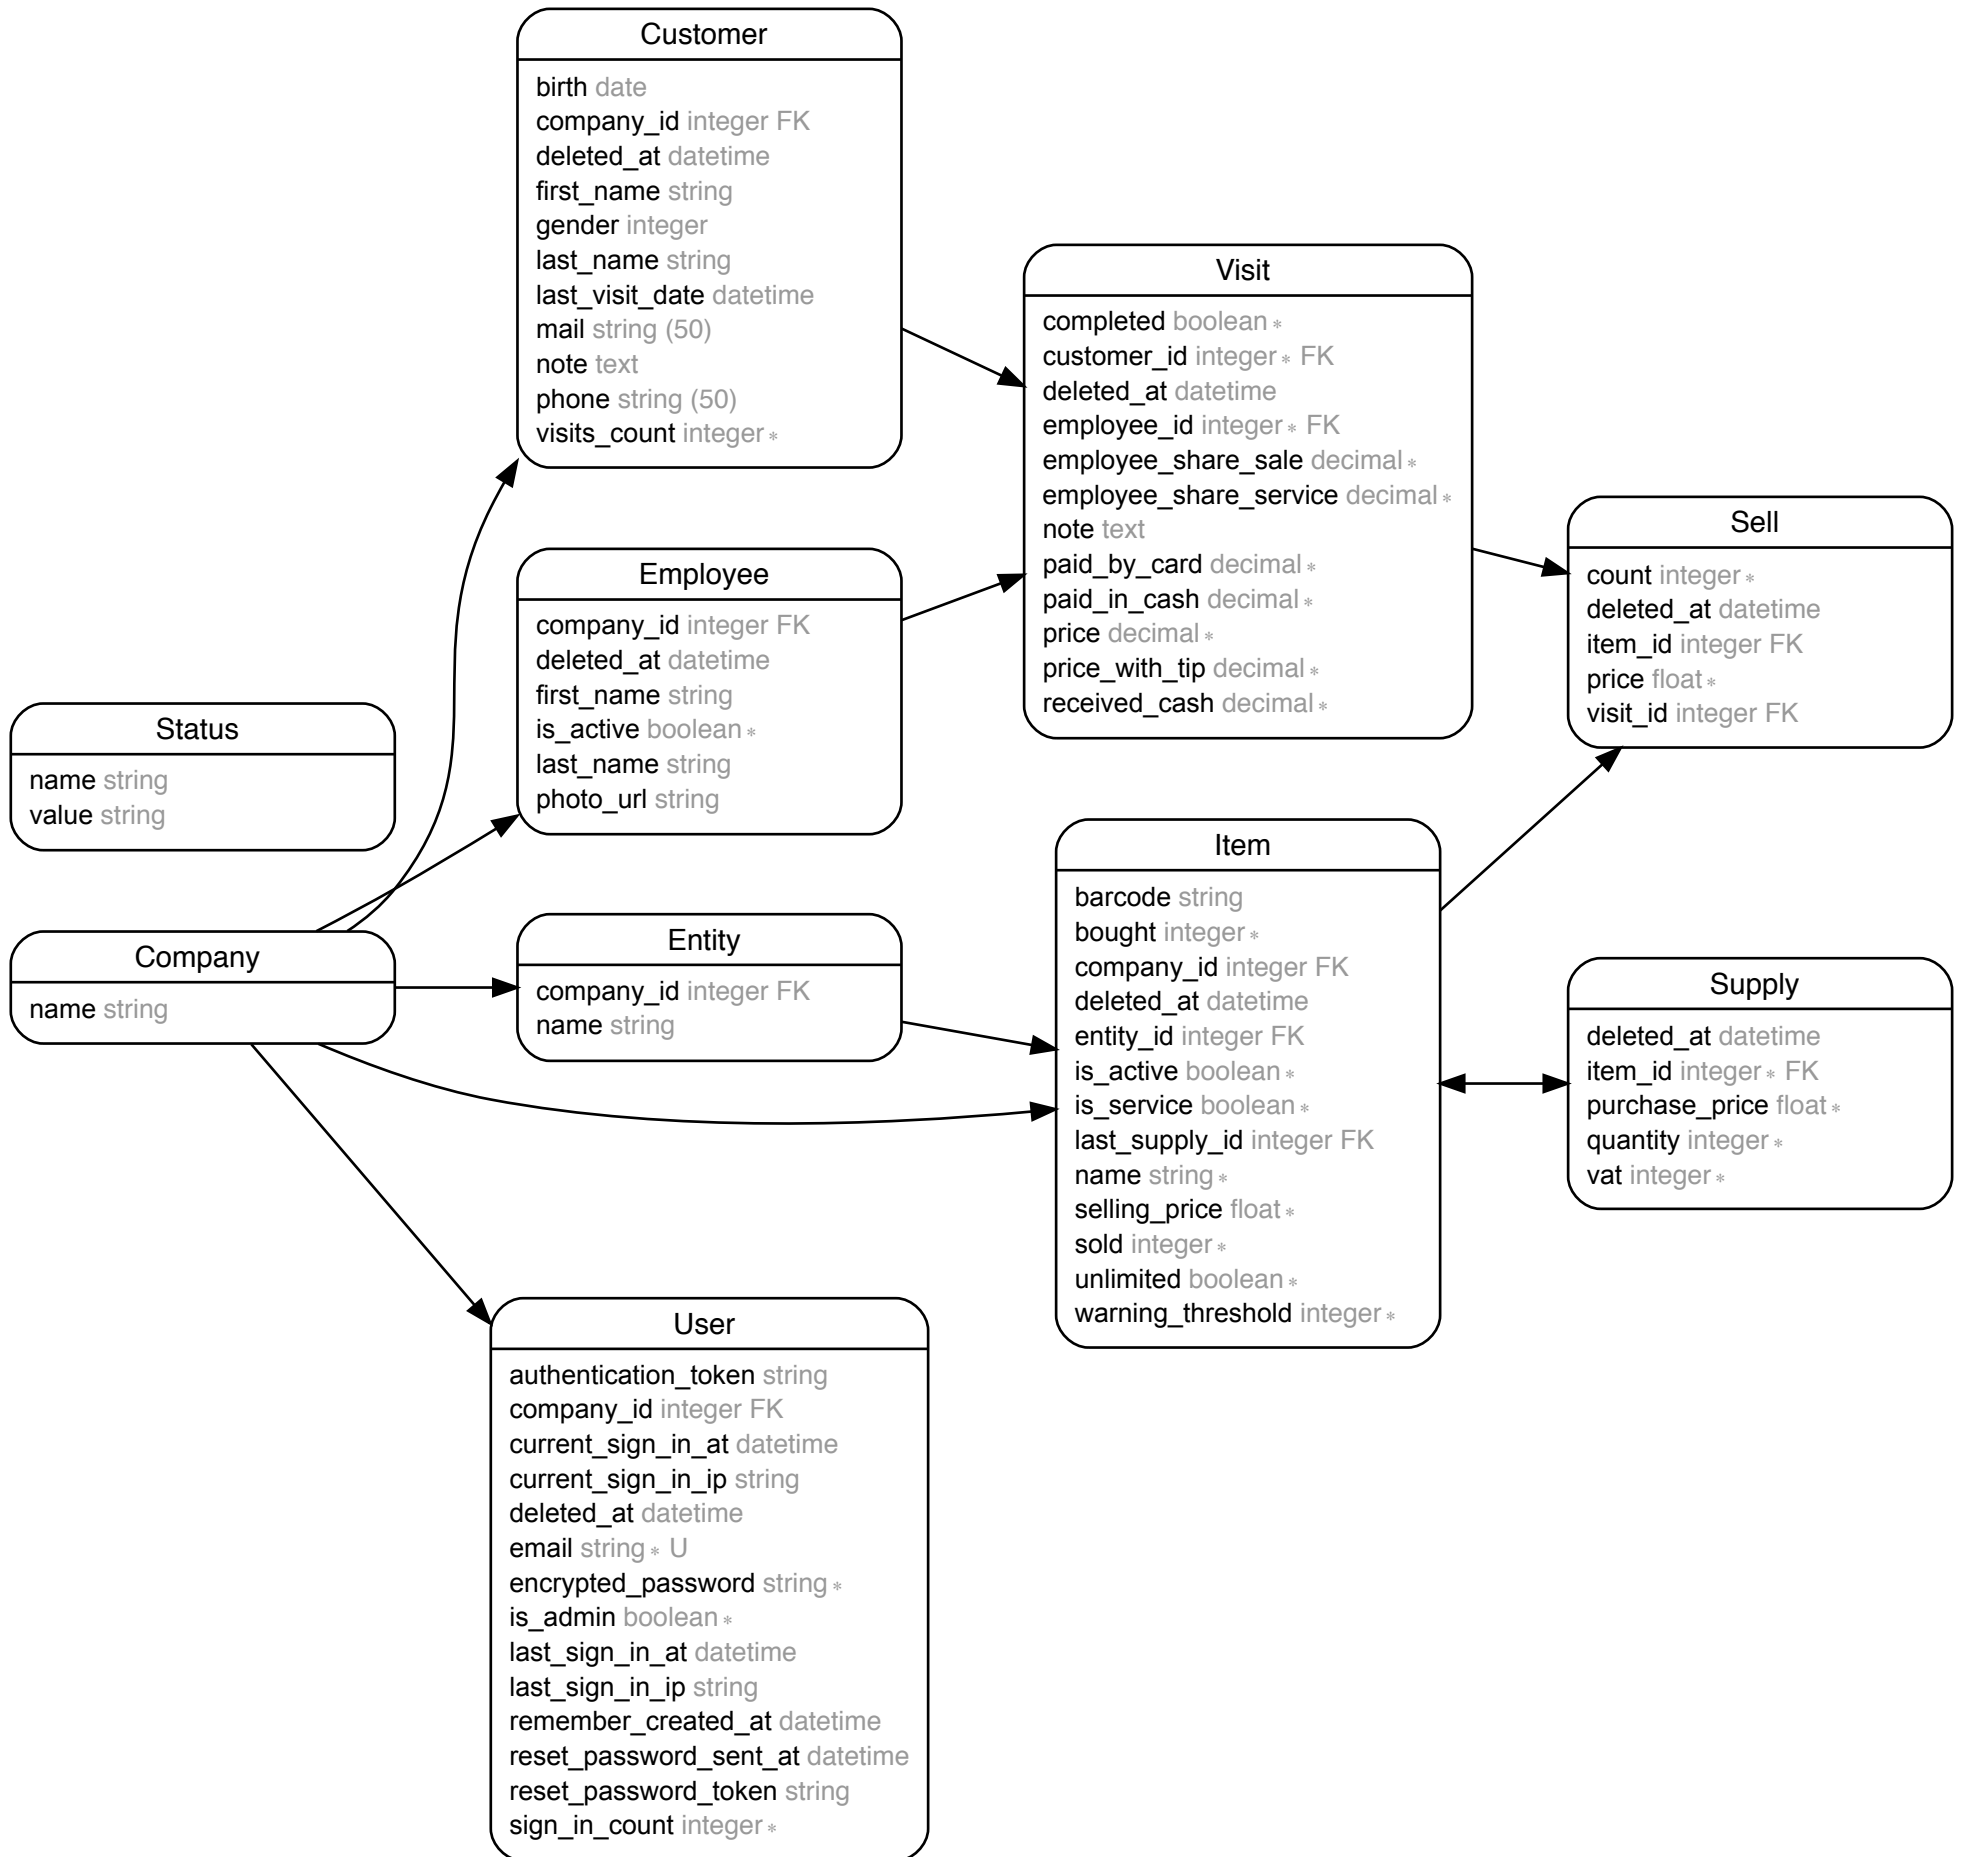 Customer
birth date
company_id integer FK
deleted_at datetime
first_name string
gender integer
last_name string
last_visit_date datetime
mail string (50)
note text
phone string (50)
visits_count integer *
Visit
completed boolean *
customer_id integer * FK
deleted_at datetime
employee_id integer * FK
employee_share_sale decimal *
employee_share_service decimal *
note text
paid_by_card decimal *
paid_in_cash decimal *
price decimal *
price_with_tip decimal *
received_cash decimal *
Sell
count integer *
deleted_at datetime
item_id integer FK
price float *
visit_id integer FK
Employee
company_id integer FK
deleted_at datetime
first_name string
is_active boolean *
last_name string
photo_url string
Status
name string
value string
Company
name string
Entity
company_id integer FK
name string
Item
barcode string
bought integer *
company_id integer FK
deleted_at datetime
entity_id integer FK
is_active boolean *
is_service boolean *
last_supply_id integer FK
name string *
selling_price float *
sold integer *
unlimited boolean *
warning_threshold integer *
Supply
deleted_at datetime
item_id integer * FK
purchase_price float *
quantity integer *
vat integer *
User
authentication_token string
company_id integer FK
current_sign_in_at datetime
current_sign_in_ip string
deleted_at datetime
email string * U
encrypted_password string *
is_admin boolean *
last_sign_in_at datetime
last_sign_in_ip string
remember_created_at datetime
reset_password_sent_at datetime
reset_password_token string
sign_in_count integer *